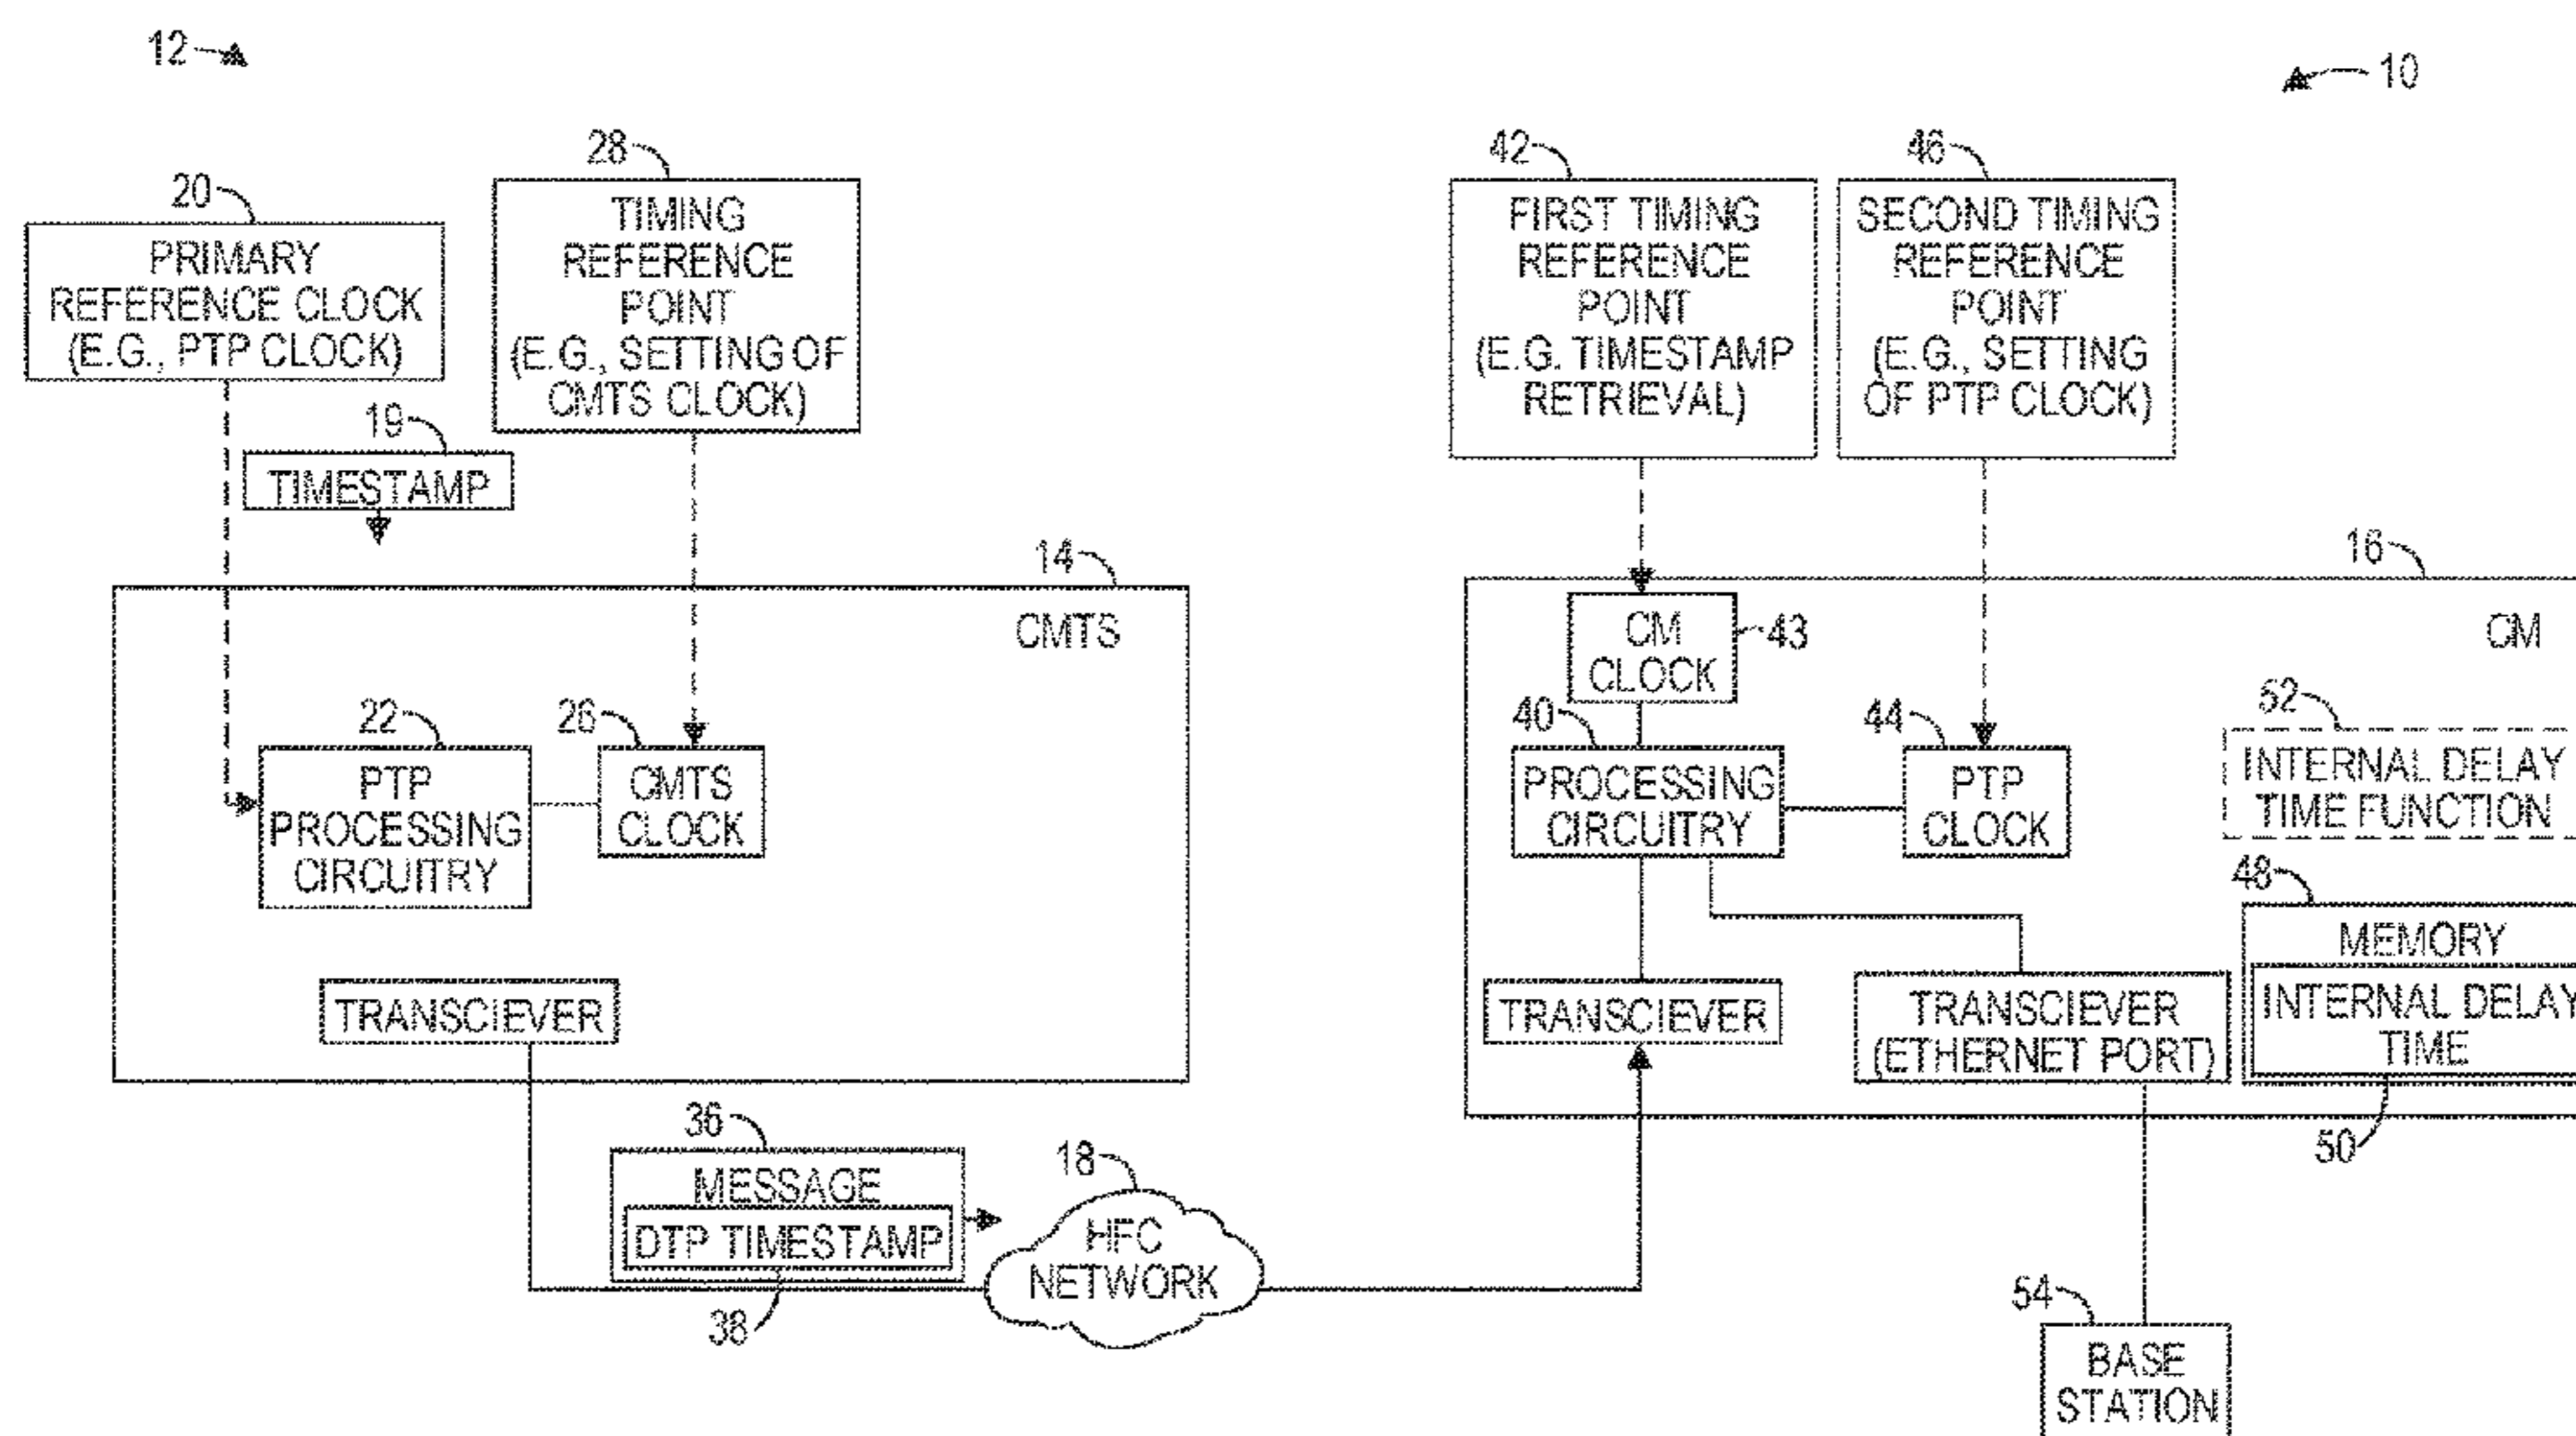 12
10
20
PRIMARY
REFERENCE CLOCK
(E.G., PTP CLOCK)
28
TIMING
REFERENCE
POINT
(E.G., SETTING OF
CMTS CLOCK)
42
FIRST TIMING
REFERENCE
POINT
(E.G. TIMESTAMP
RETRIEVAL)
46
SECOND TIMING
REFERENCE
POINT
(E.G., SETTING
OF PTP CLOCK)
19
TIMESTAMP
14
CMTS
22
PTP
PROCESSING
CIRCUITRY
26
CMTS
CLOCK
TRANSCIEVER
16
CM
CM
CLOCK
43
40
PROCESSING
CIRCUITRY
44
PTP
CLOCK
52
INTERNAL DELAY
TIME FUNCTION
48
MEMORY
INTERNAL DELAY
TIME
50
TRANSCIEVER
TRANSCIEVER
(ETHERNET PORT)
36
MESSAGE
DTP TIMESTAMP
38
18
HFC
NETWORK
54
BASE
STATION